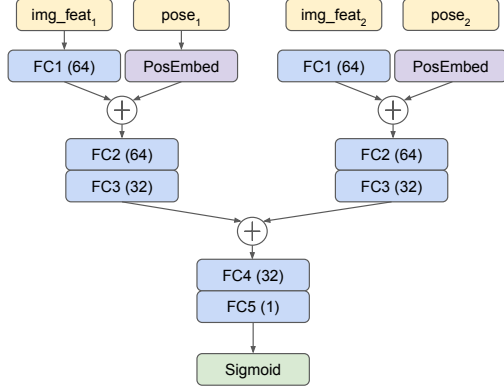 img_feat₁ pose₁ img_feat₂ pose₂
FC1 (64) PosEmbed FC1 (64) PosEmbed
+ +
FC2 (64) FC2 (64)
FC3 (32) FC3 (32)
+
FC4 (32)
FC5 (1)
Sigmoid